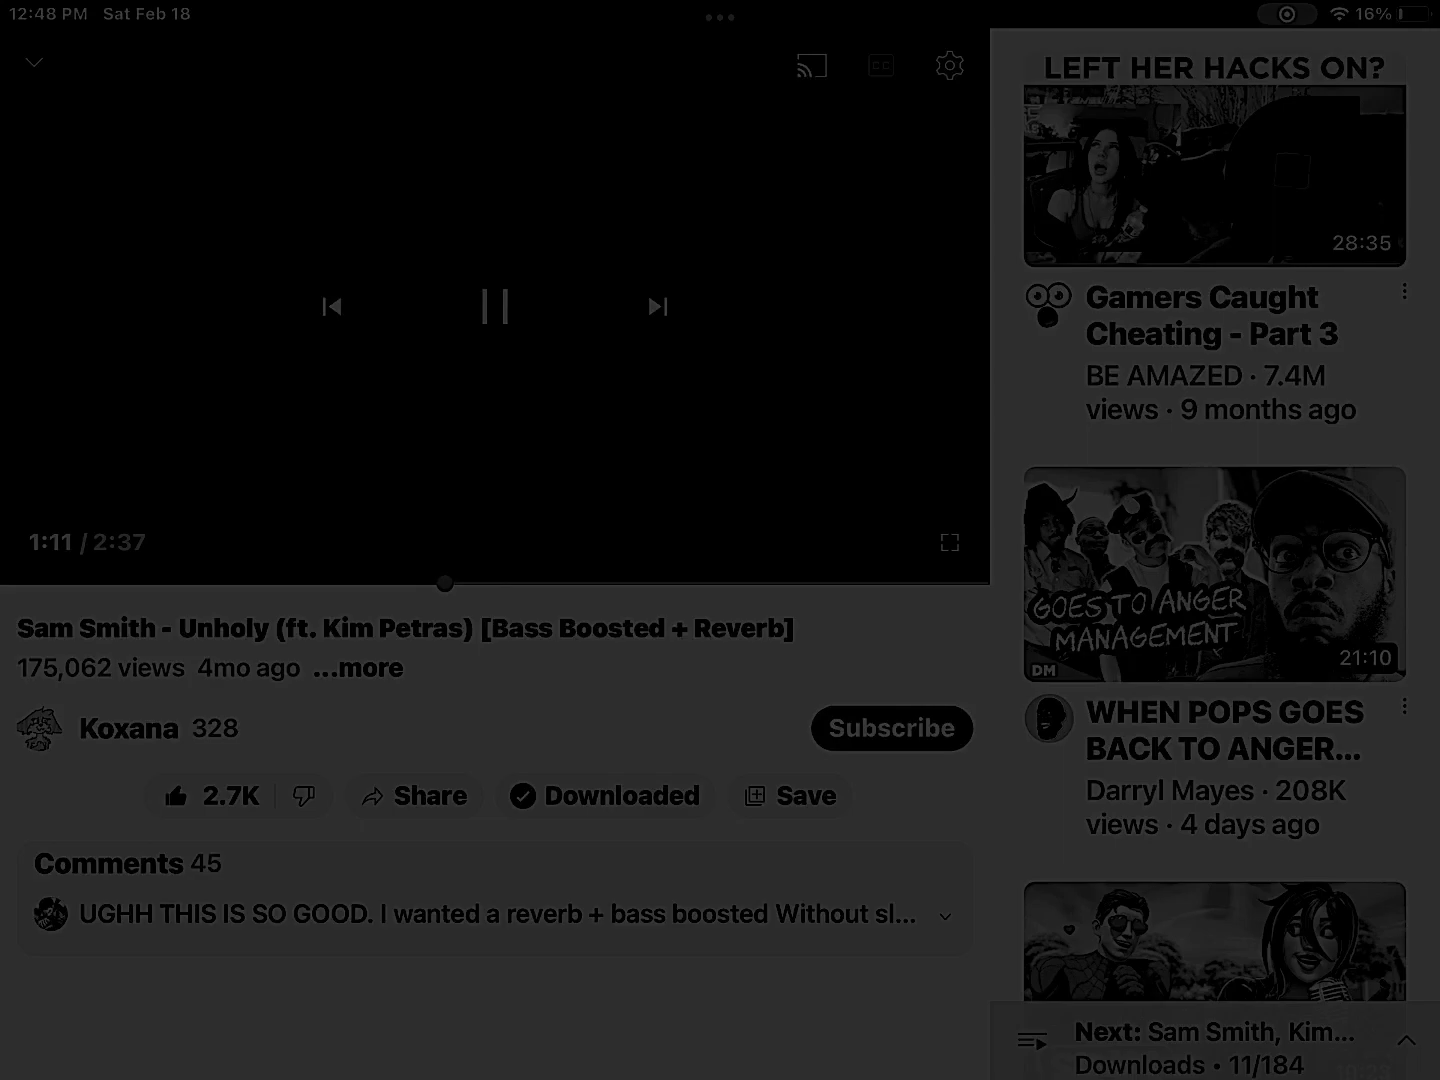 12:48 PM Sat Feb 18
16%
CC
1:11 / 2:37
Sam Smith - Unholy (ft. Kim Petras) [Bass Boosted + Reverb]
175,062 views 4mo ago ...more
Koxana 328
Subscribe
2.7K
Share
Downloaded
Save
Comments 45
UGHH THIS IS SO GOOD. I wanted a reverb + bass boosted Without sl...
LEFT HER HACKS ON?
28:35
Gamers Caught
Cheating - Part 3
BE AMAZED · 7.4M
views · 9 months ago
GOES TO ANGER
MANAGEMENT
DM
21:10
WHEN POPS GOES
BACK TO ANGER...
Darryl Mayes · 208K
views · 4 days ago
Next: Sam Smith, Kim...
Downloads • 11/184